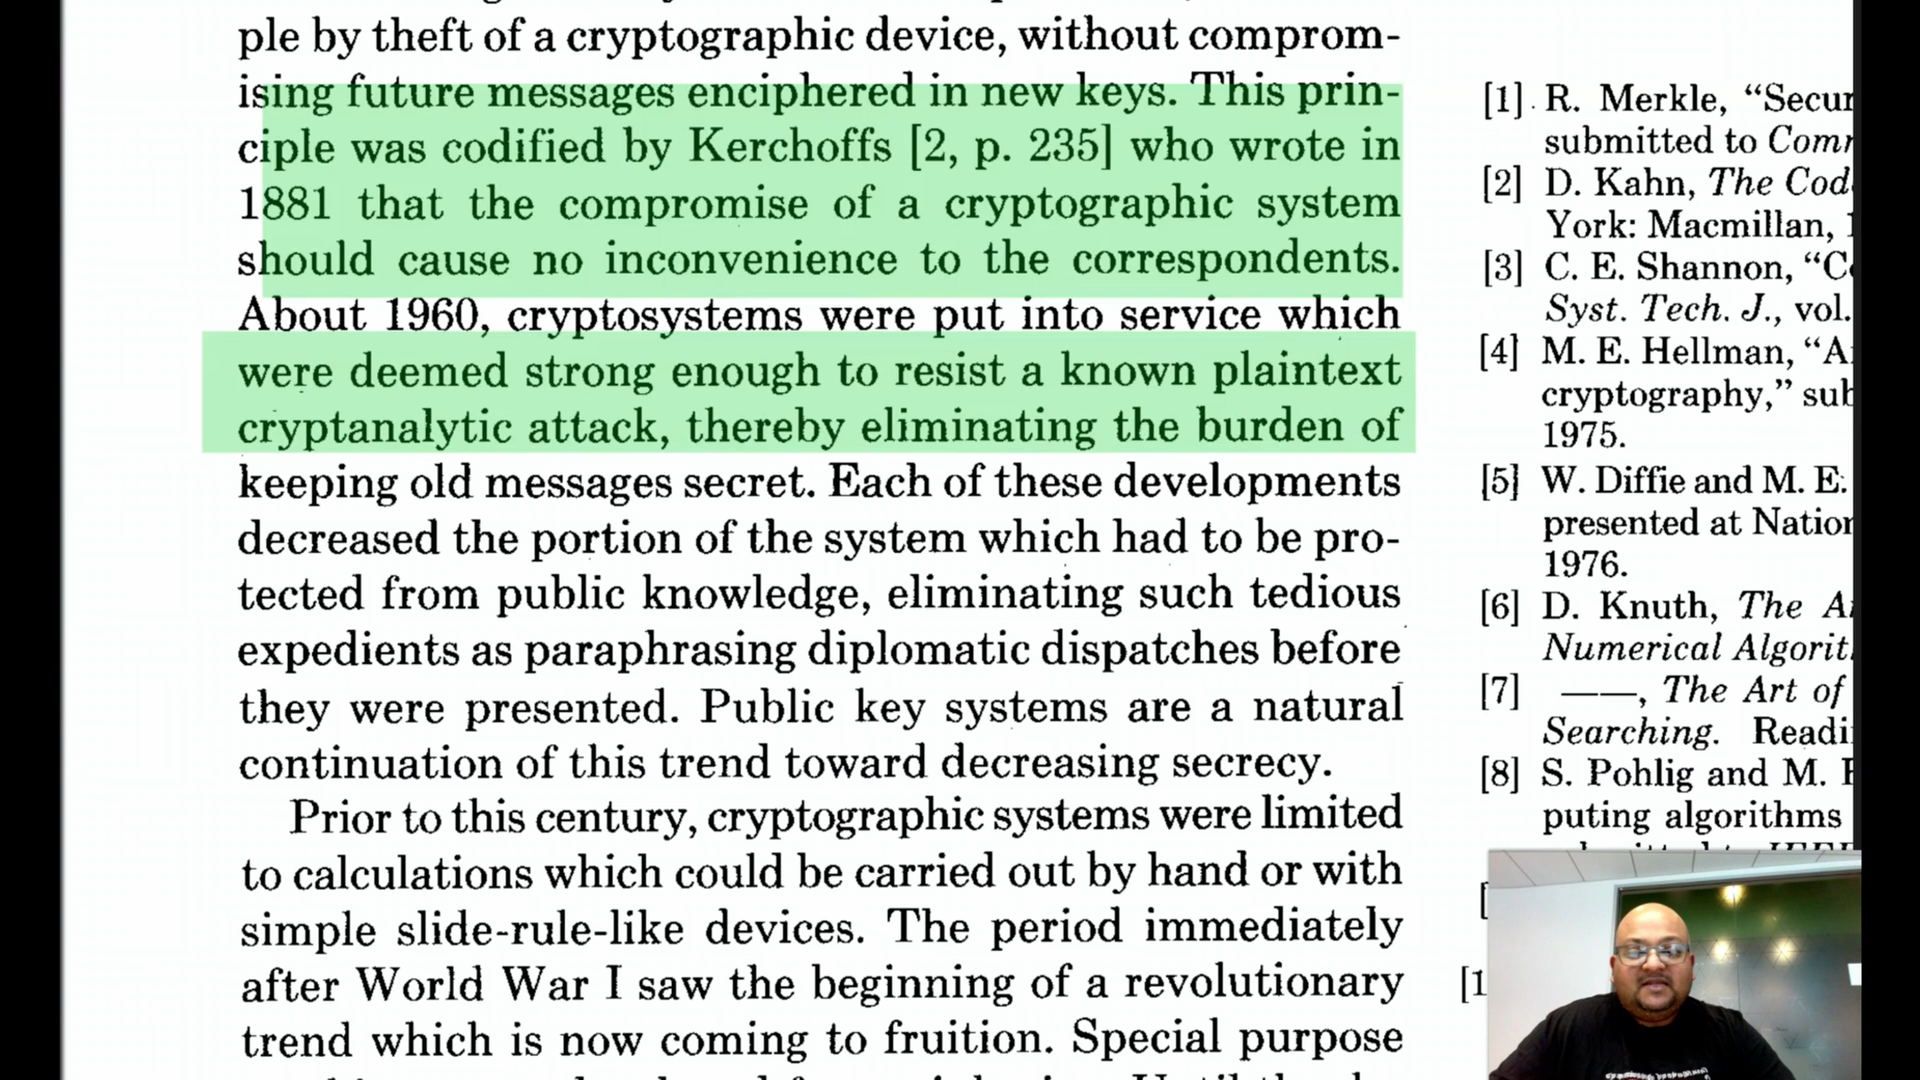 ple by theft of a cryptographic device, without comprom-
ising future messages enciphered in new keys. This prin-
ciple was codified by Kerchoffs [2, p. 235] who wrote in
1881 that the compromise of a cryptographic system
should cause no inconvenience to the correspondents.
About 1960, cryptosystems were put into service which
were deemed strong enough to resist a known plaintext
cryptanalytic attack, thereby eliminating the burden of
keeping old messages secret. Each of these developments
decreased the portion of the system which had to be pro-
tected from public knowledge, eliminating such tedious
expedients as paraphrasing diplomatic dispatches before
they were presented. Public key systems are a natural
continuation of this trend toward decreasing secrecy.
Prior to this century, cryptographic systems were limited
to calculations which could be carried out by hand or with
simple slide-rule-like devices. The period immediately
after World War I saw the beginning of a revolutionary
trend which is now coming to fruition. Special purpose
[1] R. Merkle, “Secur
submitted to Comm
[2] D. Kahn, The Cod
York: Macmillan,
[3] C. E. Shannon, “C
Syst. Tech. J., vol.
[4] M. E. Hellman, “A
cryptography,” sub
1975.
[5] W. Diffie and M. E.
presented at Nation
1976.
[6] D. Knuth, The A
Numerical Algorit
[7] ——, The Art of
Searching. Readi
[8] S. Pohlig and M.
puting algorithms